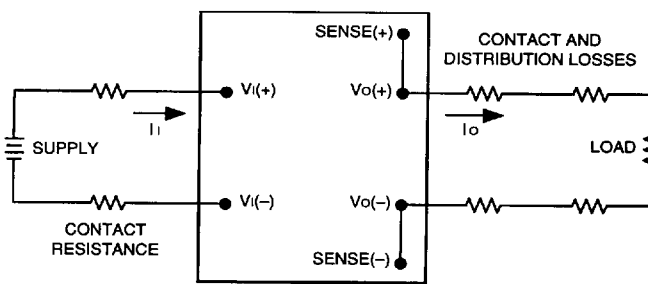 SENSE(+)
CONTACT AND
DISTRIBUTION LOSSES
VI(+)
VO(+)
II
IO
SUPPLY
LOAD
VI(–)
VO(–)
CONTACT
RESISTANCE
SENSE(–)